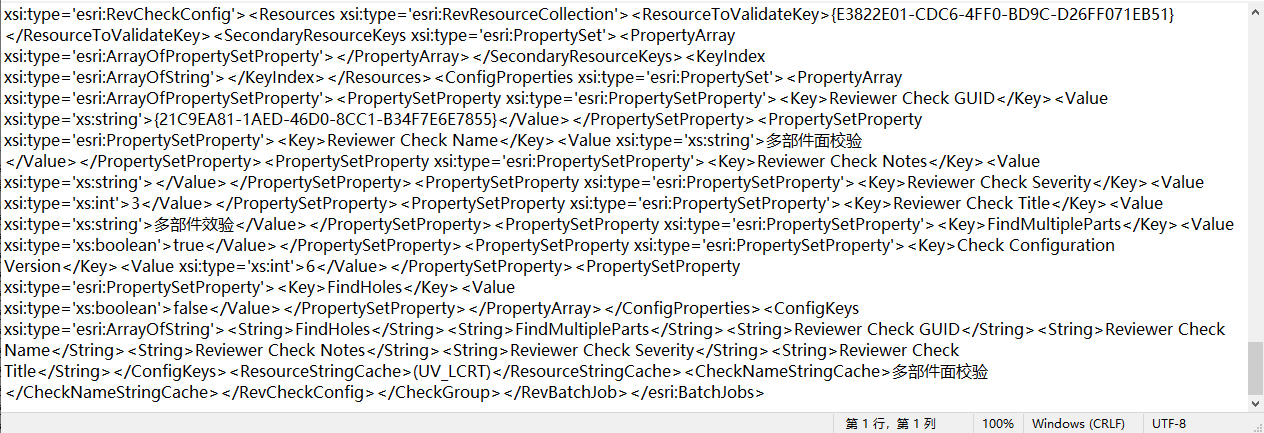 xsi:type='esri:RevCheckConfig'><Resources xsi:type='esri:RevResourceCollection'><ResourceToValidateKey>{E3822E01-CDC6-4FF0-BD9C-D26FF071EB51}
</ResourceToValidateKey><SecondaryResourceKeys xsi:type='esri:PropertySet'><PropertyArray
xsi:type='esri:ArrayOfPropertySetProperty'></PropertyArray></SecondaryResourceKeys><KeyIndex
xsi:type='esri:ArrayOfString'></KeyIndex></Resources><ConfigProperties xsi:type='esri:PropertySet'><PropertyArray
xsi:type='esri:ArrayOfPropertySetProperty'><PropertySetProperty xsi:type='esri:PropertySetProperty'><Key>Reviewer Check GUID</Key><Value
xsi:type='xs:string'>{21C9EA81-1AED-46D0-8CC1-B34F7E6E7855}</Value></PropertySetProperty><PropertySetProperty
xsi:type='esri:PropertySetProperty'><Key>Reviewer Check Name</Key><Value xsi:type='xs:string'>多部件面校验
</Value></PropertySetProperty><PropertySetProperty xsi:type='esri:PropertySetProperty'><Key>Reviewer Check Notes</Key><Value
xsi:type='xs:string'></Value></PropertySetProperty><PropertySetProperty xsi:type='esri:PropertySetProperty'><Key>Reviewer Check Severity</Key><Value
xsi:type='xs:int'>3</Value></PropertySetProperty><PropertySetProperty xsi:type='esri:PropertySetProperty'><Key>Reviewer Check Title</Key><Value
xsi:type='xs:string'>多部件效验</Value></PropertySetProperty><PropertySetProperty xsi:type='esri:PropertySetProperty'><Key>FindMultipleParts</Key><Value
xsi:type='xs:boolean'>true</Value></PropertySetProperty><PropertySetProperty xsi:type='esri:PropertySetProperty'><Key>Check Configuration
Version</Key><Value xsi:type='xs:int'>6</Value></PropertySetProperty><PropertySetProperty
xsi:type='esri:PropertySetProperty'><Key>FindHoles</Key><Value
xsi:type='xs:boolean'>false</Value></PropertySetProperty></PropertyArray></ConfigProperties><ConfigKeys
xsi:type='esri:ArrayOfString'><String>FindHoles</String><String>FindMultipleParts</String><String>Reviewer Check GUID</String><String>Reviewer Check
Name</String><String>Reviewer Check Notes</String><String>Reviewer Check Severity</String><String>Reviewer Check
Title</String></ConfigKeys><ResourceStringCache>(UV_LCRT)</ResourceStringCache><CheckNameStringCache>多部件面校验
</CheckNameStringCache></RevCheckConfig></CheckGroup></RevBatchJob></esri:BatchJobs>
第 1 行，第 1 列 100% Windows (CRLF) UTF-8